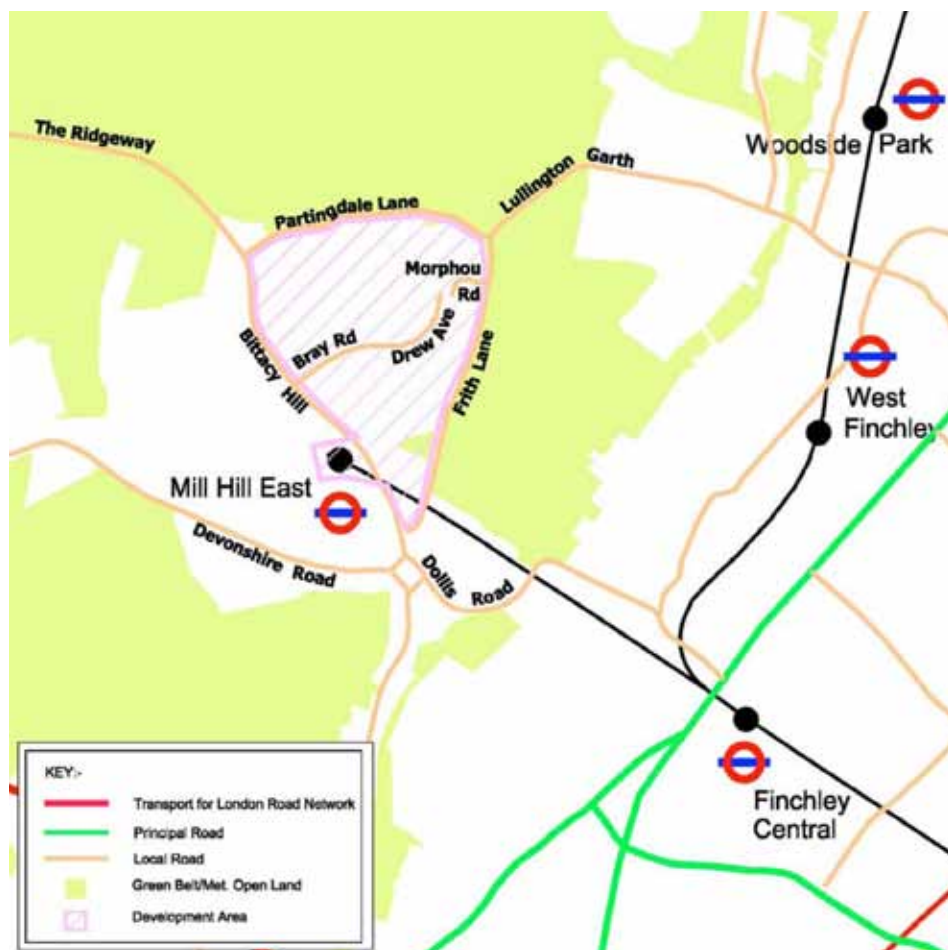 The Ridgeway
Partingdale Lane
Lullington Garth
Woodside Park
Morphou
Rd
Bray Rd
Drew Ave
Bittacy Hill
Frith Lane
West
Finchley
Mill Hill East
Devonshire Road
Dollis Road
Finchley
Central
KEY:-
Transport for London Road Network
Principal Road
Local Road
Green Belt/Met. Open Land
Development Area